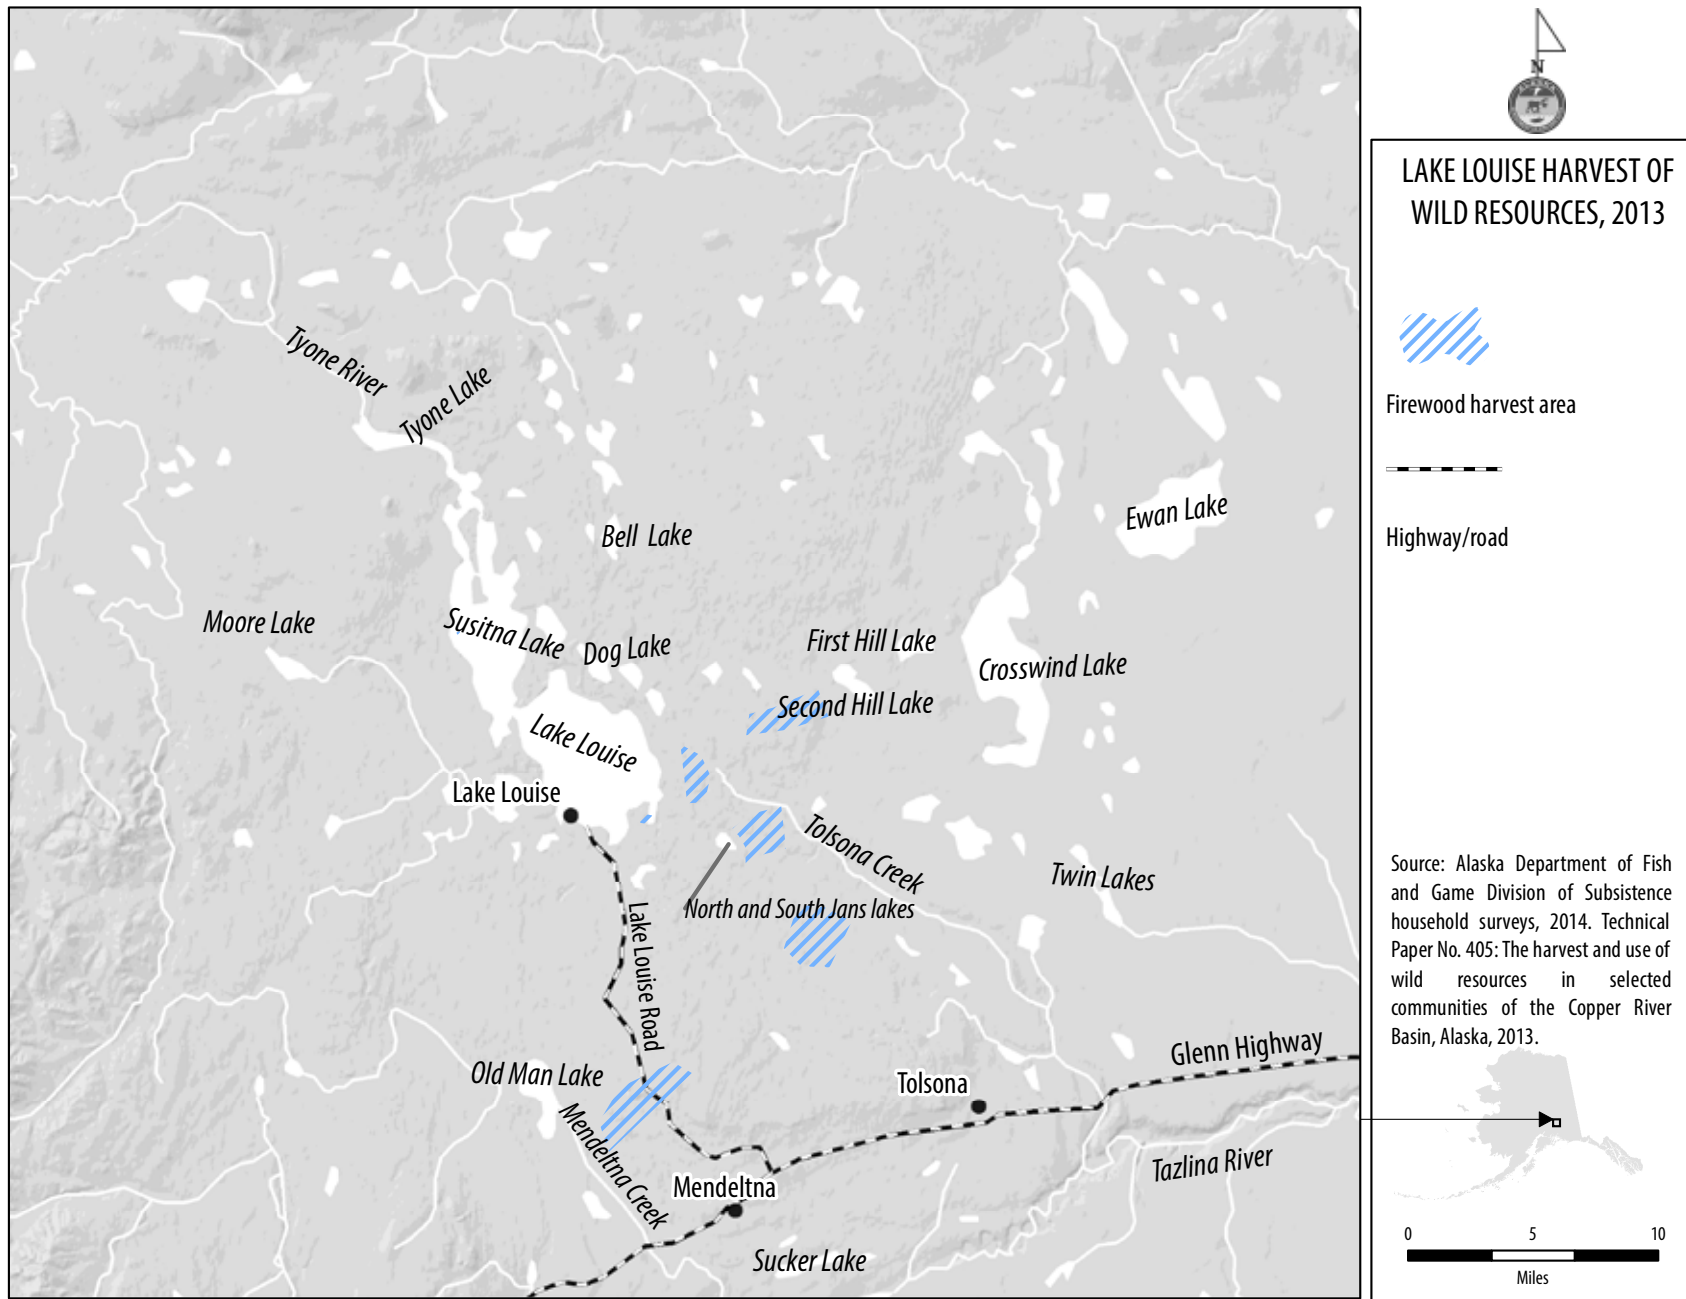 N
ALASKA
LAKE LOUISE HARVEST OF
WILD RESOURCES, 2013
Firewood harvest area
Highway/road
Source: Alaska Department of Fish
and Game Division of Subsistence
household surveys, 2014. Technical
Paper No. 405: The harvest and use of
wild resources in selected
communities of the Copper River
Basin, Alaska, 2013.
0 5 10
Miles
Tyone River
Tyone Lake
Bell Lake
Ewan Lake
Moore Lake
Susitna Lake
Dog Lake
First Hill Lake
Crosswind Lake
Second Hill Lake
Lake Louise
Lake Louise
Tolsona Creek
Twin Lakes
North and South Jans lakes
Lake Louise Road
Glenn Highway
Old Man Lake
Tolsona
Mendeltna Creek
Tazlina River
Mendeltna
Sucker Lake